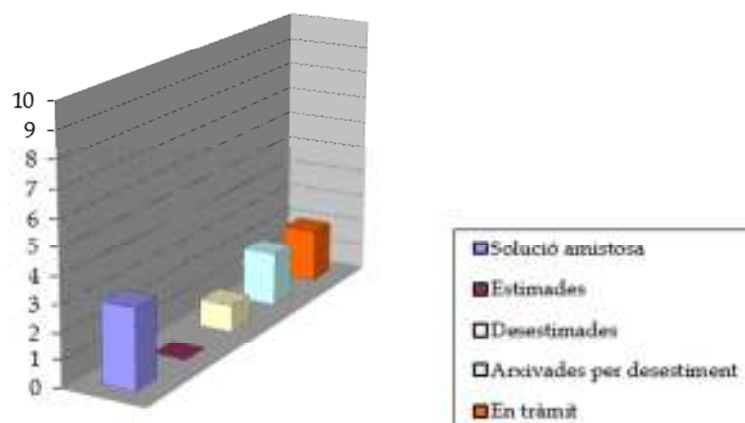 10
9
8
7
6
5
4
3
2
1
0
Solució amistosa
Estimades
Desestimades
Arxivades per desestiment
En tràmit